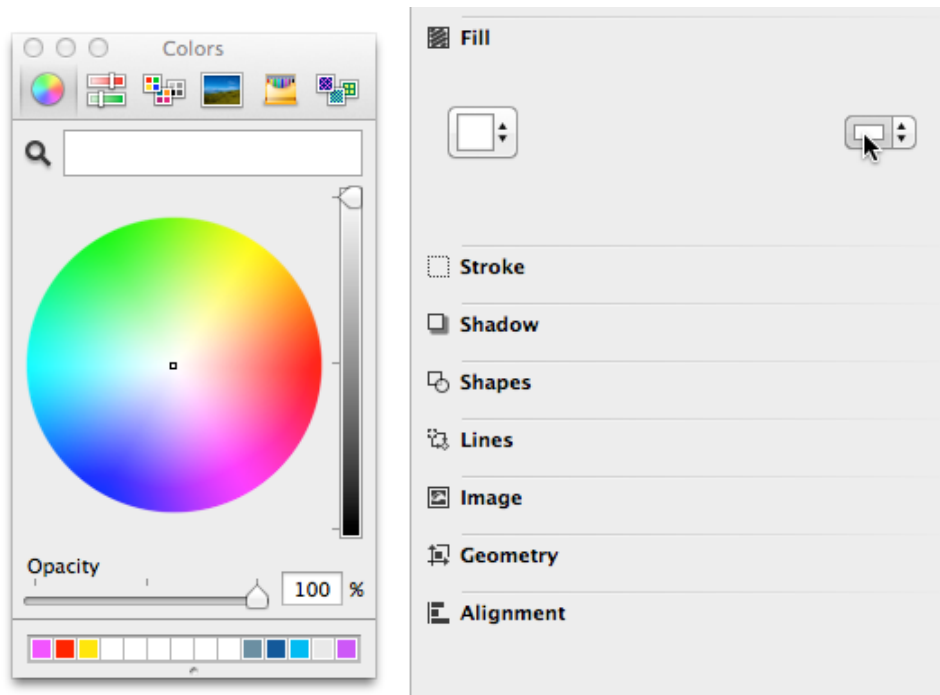 Colors
Opacity
100 %
Fill
Stroke
Shadow
Shapes
Lines
Image
Geometry
Alignment